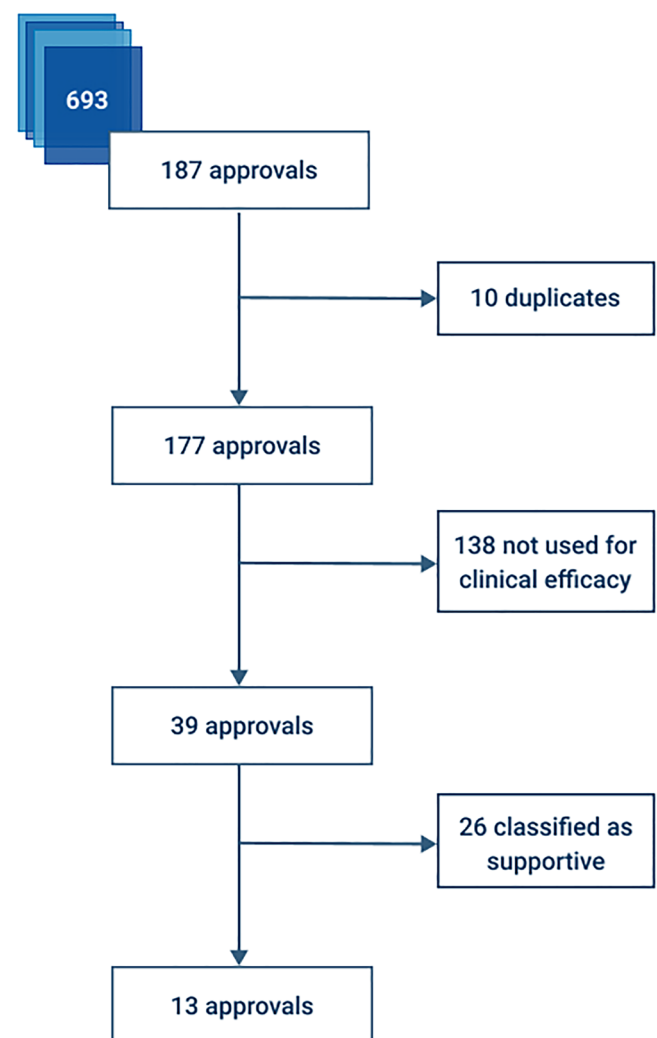 693
187 approvals
10 duplicates
177 approvals
138 not used for
clinical efficacy
39 approvals
26 classified as
supportive
13 approvals